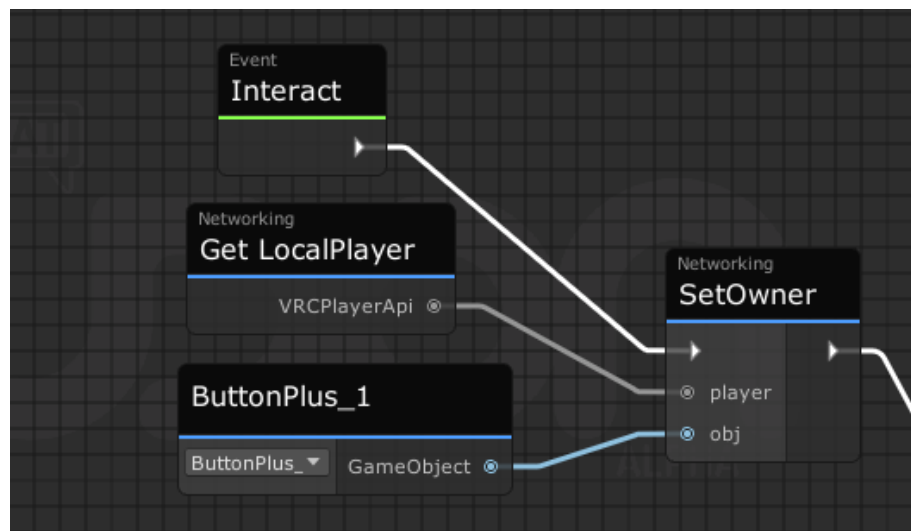 Event
Interact
Networking
Get LocalPlayer
VRCPlayerApi
Networking
SetOwner
player
obj
ButtonPlus_1
ButtonPlus_
GameObject